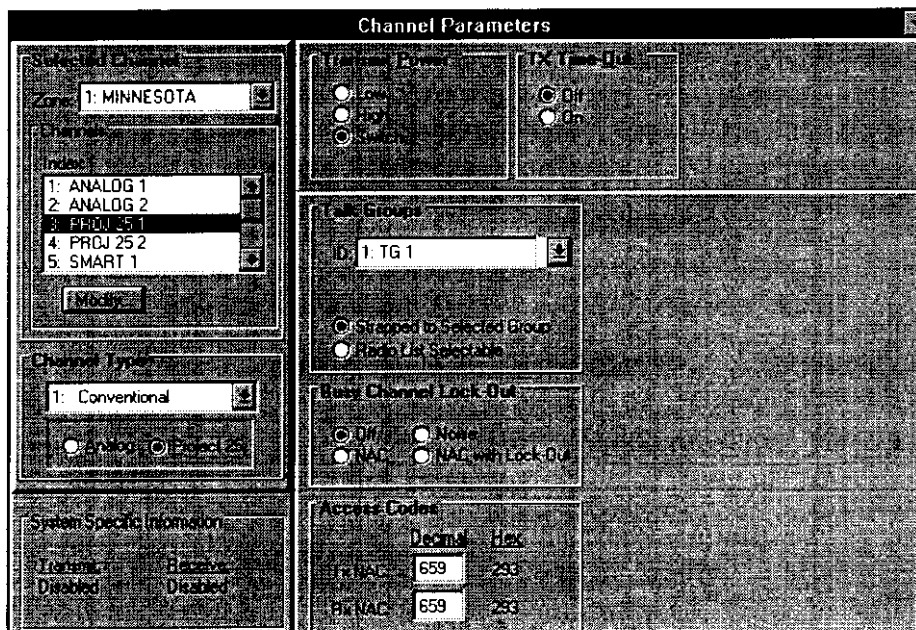 Channel Parameters
Selected Channel
Zone: 1: MINNESOTA
Channels
Index:
1: ANALOG 1
2: ANALOG 2
3: PROJ 25 1
4: PROJ 25 2
5: SMART 1
Modify...
Channel Types
1: Conventional
Analog Project 25
System Specific Information
Transmit: Receive:
Disabled Disabled
Transmit Power
Low
High
Switch
TX Time-Out
Off
On
Talk Groups
ID: 1: TG 1
Strapped to Selected Group
Radio List Selectable
Busy Channel Lock-Out
Off None
NAC NAC with Lock-Out
Access Codes
Decimal Hex
Tx NAC: 659 293
Rx NAC: 659 293